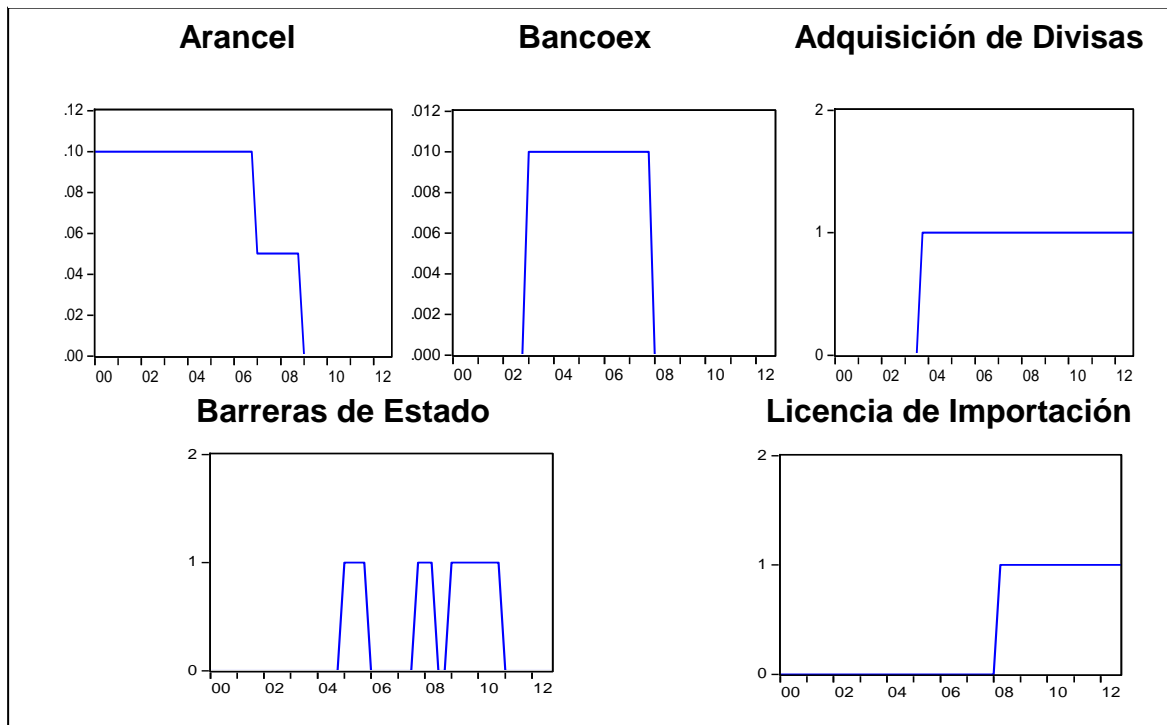 Arancel
Bancoex
Adquisición de Divisas
.12
.10
.08
.06
.04
.02
.00
00 02 04 06 08 10 12
.012
.010
.008
.006
.004
.002
.000
00 02 04 06 08 10 12
2
1
0
00 02 04 06 08 10 12
Barreras de Estado
Licencia de Importación
2
1
0
00 02 04 06 08 10 12
2
1
0
00 02 04 06 08 10 12